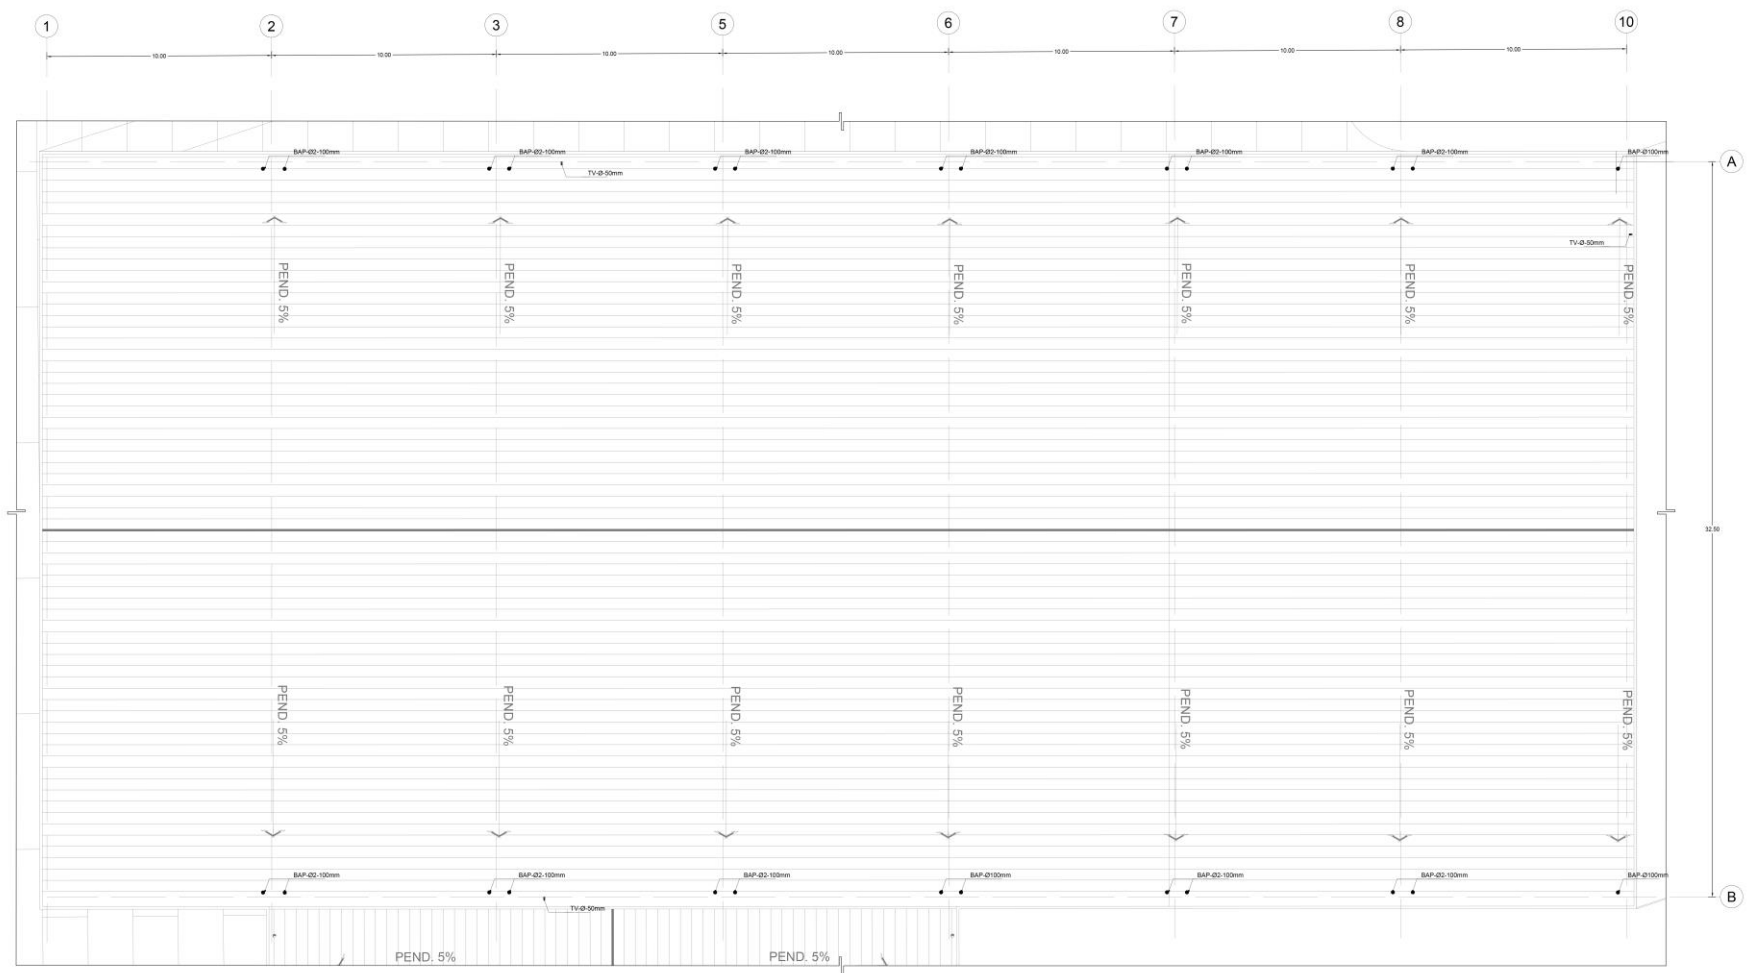 1 2 3 5 6 7 8 10
10.00 10.00 10.00 10.00 10.00 10.00 10.00
BAP-Ø2-100mm BAP-Ø2-100mm BAP-Ø2-100mm BAP-Ø2-100mm BAP-Ø2-100mm BAP-Ø2-100mm BAP-Ø100mm
A
TV-Ø-50mm
TV-Ø-50mm
PEND. 5% PEND. 5% PEND. 5% PEND. 5% PEND. 5% PEND. 5% PEND. 5%
32.50
PEND. 5% PEND. 5% PEND. 5% PEND. 5% PEND. 5% PEND. 5% PEND. 5%
BAP-Ø2-100mm BAP-Ø2-100mm BAP-Ø2-100mm BAP-Ø100mm BAP-Ø2-100mm BAP-Ø2-100mm BAP-Ø100mm
B
TV-Ø-50mm
PEND. 5% PEND. 5%